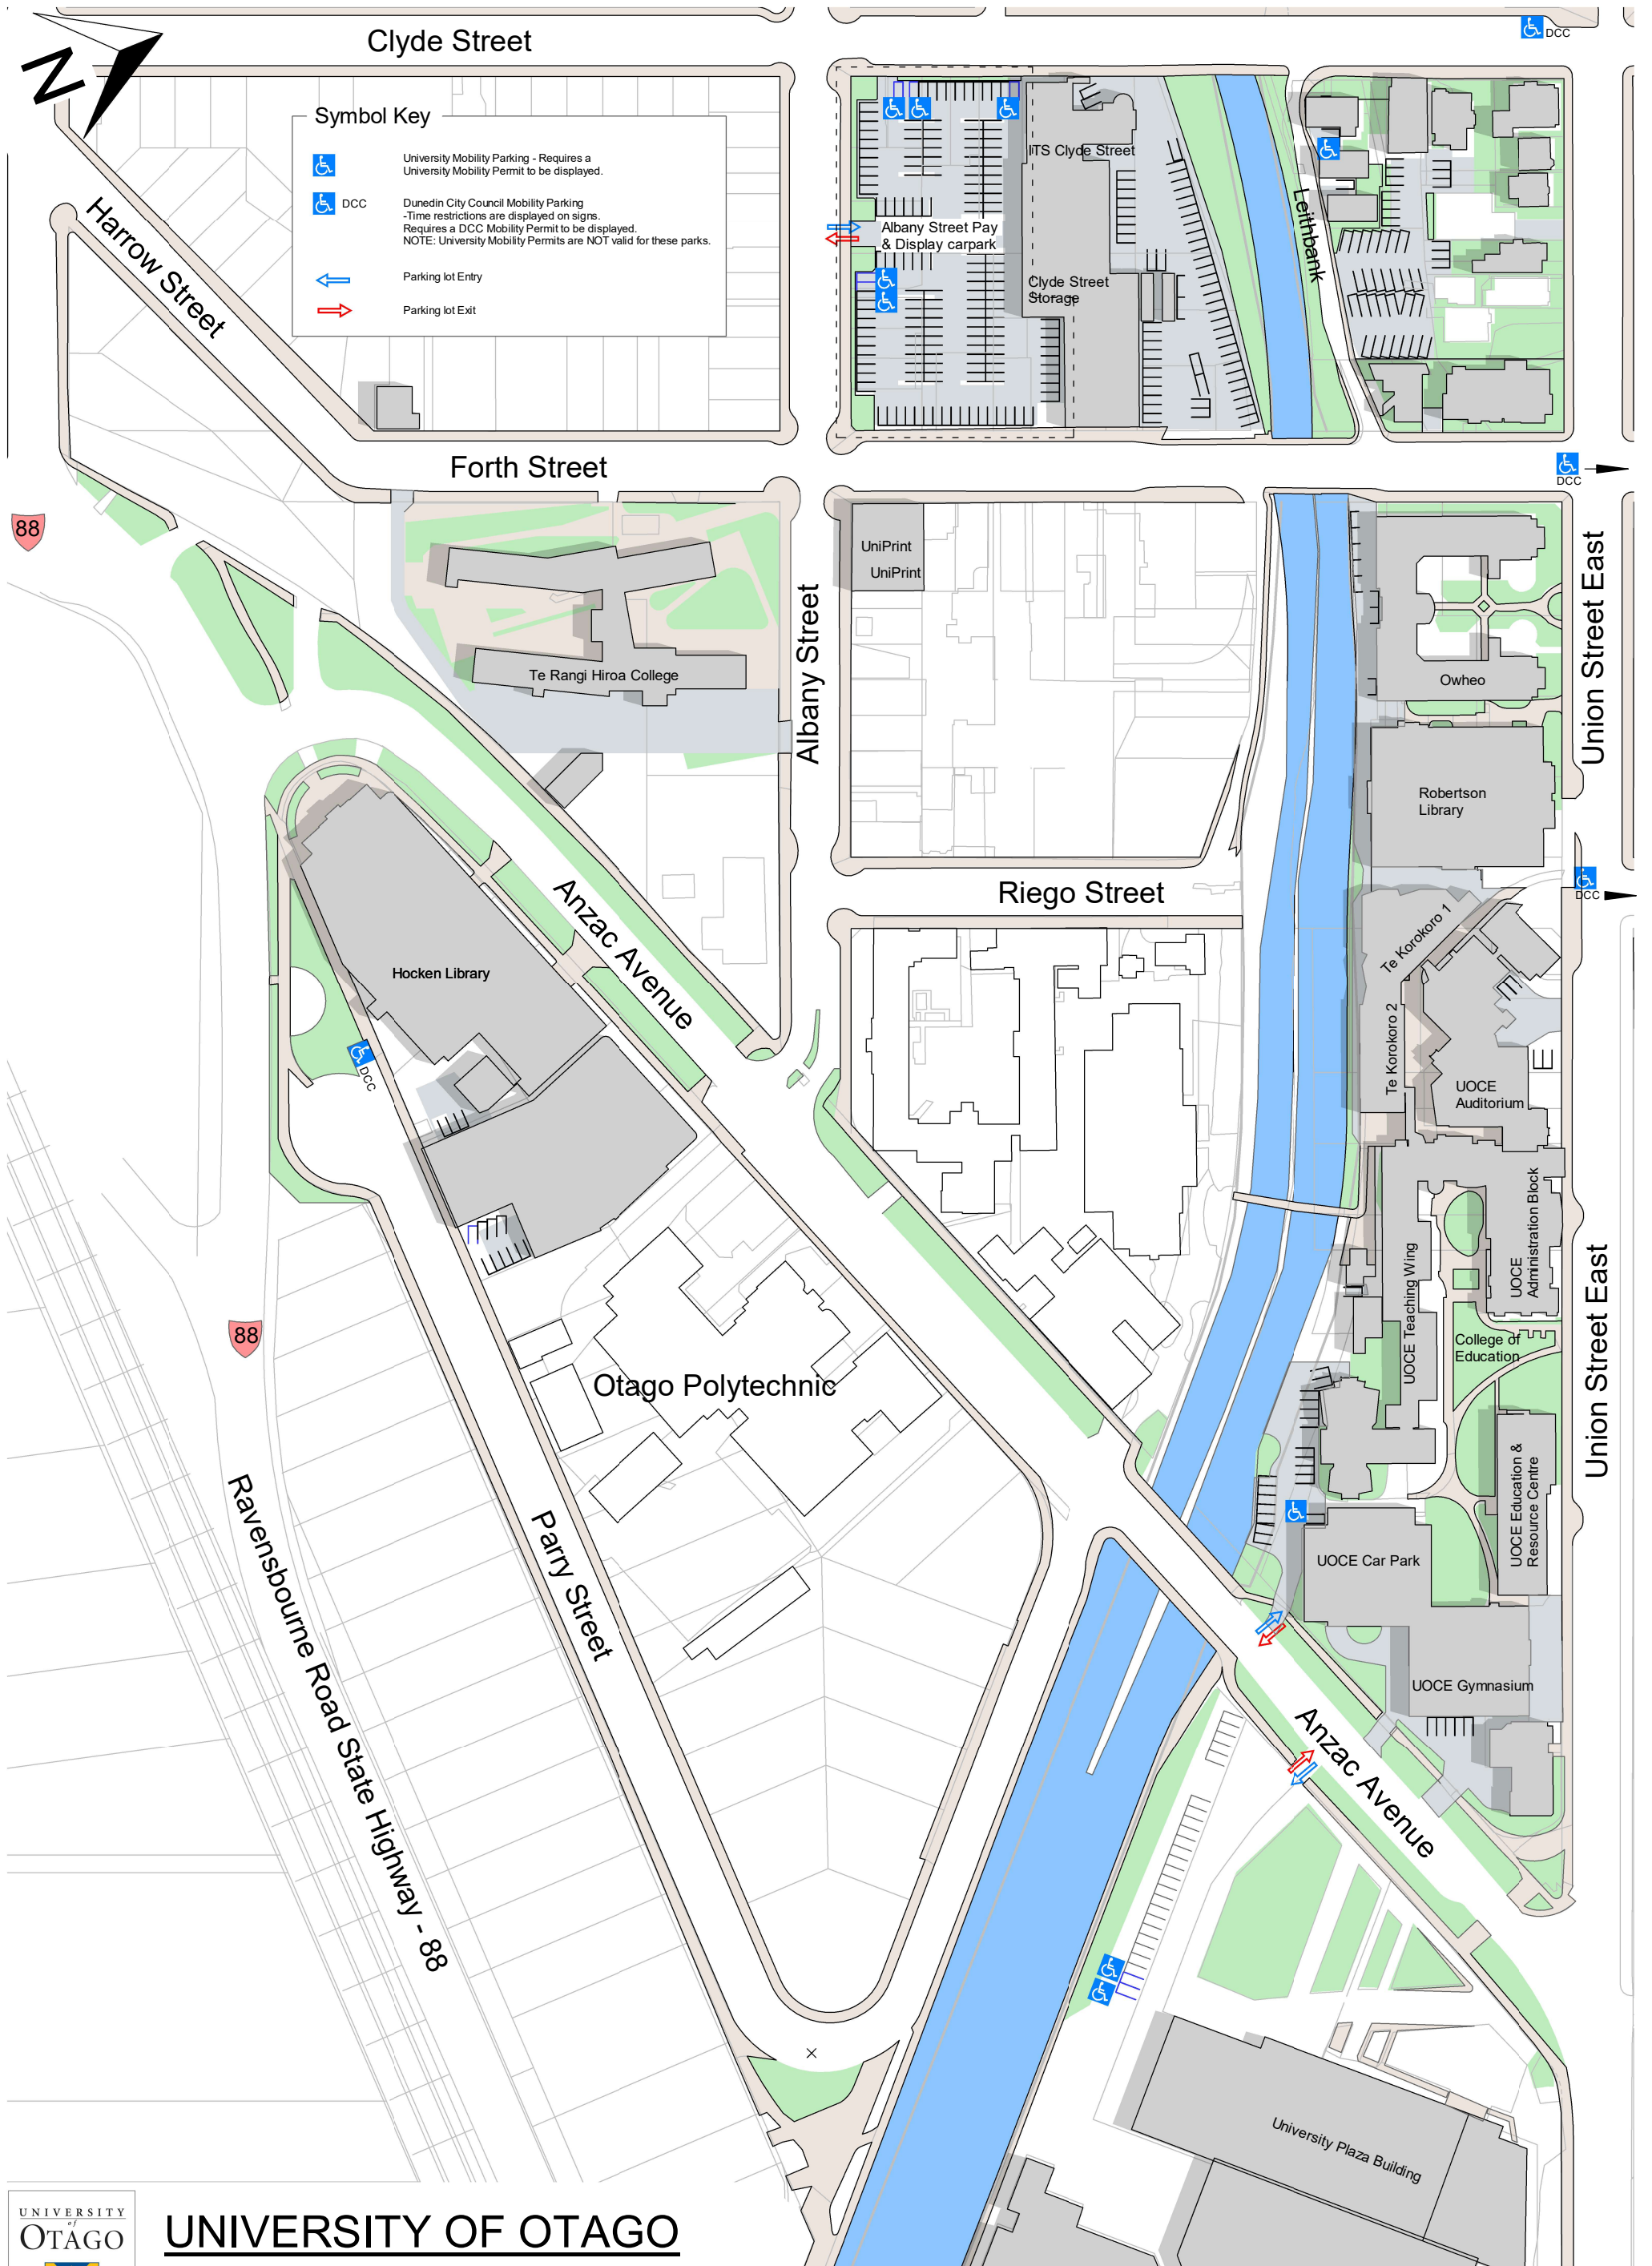 Clyde Street
DCC
N
Symbol Key
University Mobility Parking - Requires a
University Mobility Permit to be displayed.
DCC
Dunedin City Council Mobility Parking
-Time restrictions are displayed on signs.
Requires a DCC Mobility Permit to be displayed.
NOTE: University Mobility Permits are NOT valid for these parks.
Parking lot Entry
Parking lot Exit
ITS Clyde Street
Albany Street Pay
& Display carpark
Clyde Street
Storage
Leithbank
Harrow Street
Forth Street
DCC
88
UniPrint
UniPrint
Te Rangi Hiroa College
Albany Street
Owheo
Union Street East
Robertson
Library
Riego Street
DCC
Anzac Avenue
Hocken Library
DCC
Te Korokoro 1
Te Korokoro 2
UOCE
Auditorium
UOCE
Administration Block
UOCE Teaching Wing
College of
Education
88
Otago Polytechnic
Union Street East
UOCE Education &
Resource Centre
UOCE Car Park
Parry Street
Ravensbourne Road State Highway - 88
UOCE Gymnasium
Anzac Avenue
University Plaza Building
UNIVERSITY
of
OTAGO
UNIVERSITY OF OTAGO